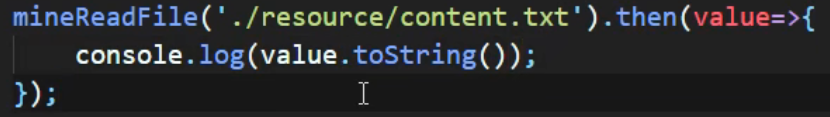 mineReadFile('./resource/content.txt').then(value=>{
    console.log(value.toString());
});